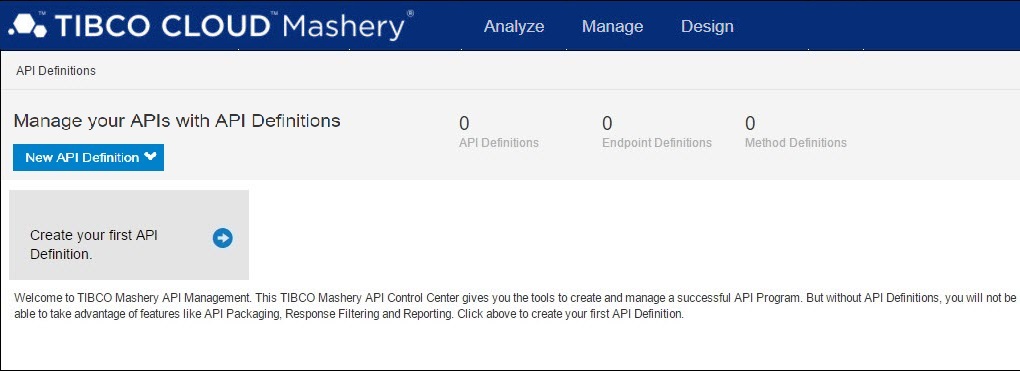 TIBCO CLOUD™ Mashery®
Analyze Manage Design
API Definitions
Manage your APIs with API Definitions
0 0 0
API Definitions Endpoint Definitions Method Definitions
New API Definition
Create your first API
Definition.
Welcome to TIBCO Mashery API Management. This TIBCO Mashery API Control Center gives you the tools to create and manage a successful API Program. But without API Definitions, you will not be
able to take advantage of features like API Packaging, Response Filtering and Reporting. Click above to create your first API Definition.